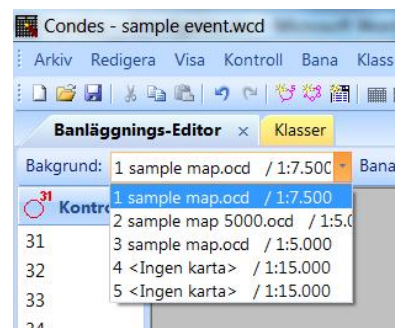 Condes - sample event.wcd
Arkiv Redigera Visa Kontroll Bana Klass
Banläggnings-Editor × Klasser
Bakgrund: 1 sample map.ocd / 1:7.500 Bana
31 Kontro
1 sample map.ocd / 1:7.500
2 sample map 5000.ocd / 1:5.0
3 sample map.ocd / 1:5.000
4 <Ingen karta> / 1:15.000
5 <Ingen karta> / 1:15.000
31
32
33
34